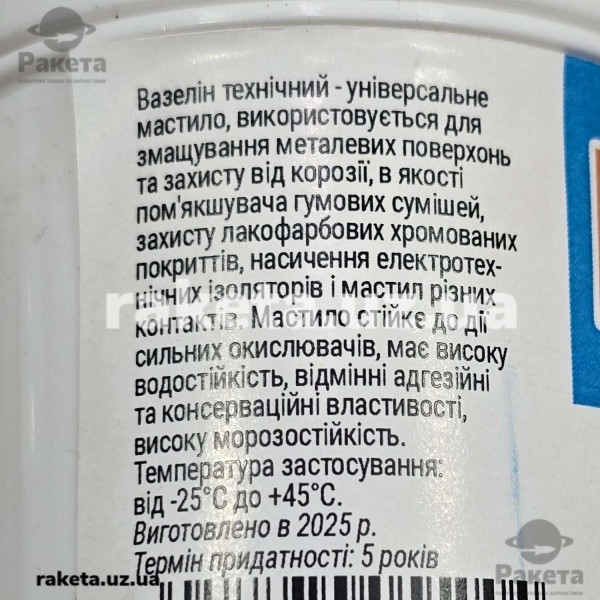 Ракета
Вазелін технічний - універсальне
мастило, використовується для
змащування металевих поверхонь
та захисту від корозії, в якості
пом'якшувача гумових сумішей,
захисту лакофарбових хромованих
покриттів, насичення електротех-
нічних ізоляторів і мастил різних
контактів. Мастило стійке до дії
сильних окислювачів, має високу
водостійкість, відмінні адгезійні
та консерваційні властивості,
високу морозостійкість.
Температура застосування:
від -25°С до +45°С.
Виготовлено в 2025 р.
Термін придатності: 5 років
raketa.uz.ua
raketa.uz.ua
Ракета